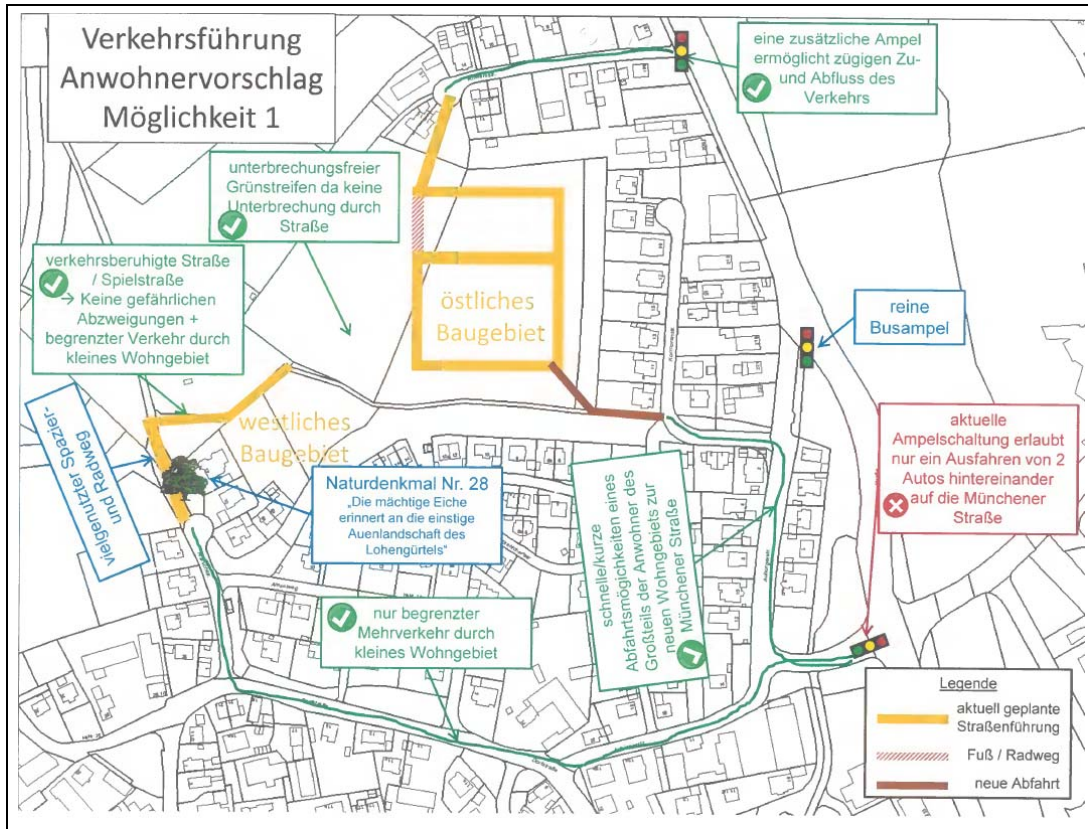 Verkehrsführung
Anwohnervorschlag
Möglichkeit 1
eine zusätzliche Ampel
ermöglicht zügigen Zu-
und Abfluss des
Verkehrs
unterbrechungsfreier
Grünstreifen da keine
Unterbrechung durch
Straße
verkehrsberuhigte Straße
/ Spielstraße
→ Keine gefährlichen
Abzweigungen +
begrenzter Verkehr durch
kleines Wohngebiet
östliches
Baugebiet
reine
Busampel
westliches
Baugebiet
vielgenutzter Spazier-
und Radweg
Naturdenkmal Nr. 28
„Die mächtige Eiche
erinnert an die einstige
Auenlandschaft des
Lohengürtels“
aktuelle
Ampelschaltung erlaubt
nur ein Ausfahren von 2
Autos hintereinander
auf die Münchener
Straße
schnelle/kurze
Abfahrtsmögichkeiten eines
Großteils der Anwohner des
neuen Wohngebiets zur
Münchener Straße
nur begrenzter
Mehrverkehr durch
kleines Wohngebiet
Legende
aktuell geplante
Straßenführung
Fuß / Radweg
neue Abfahrt